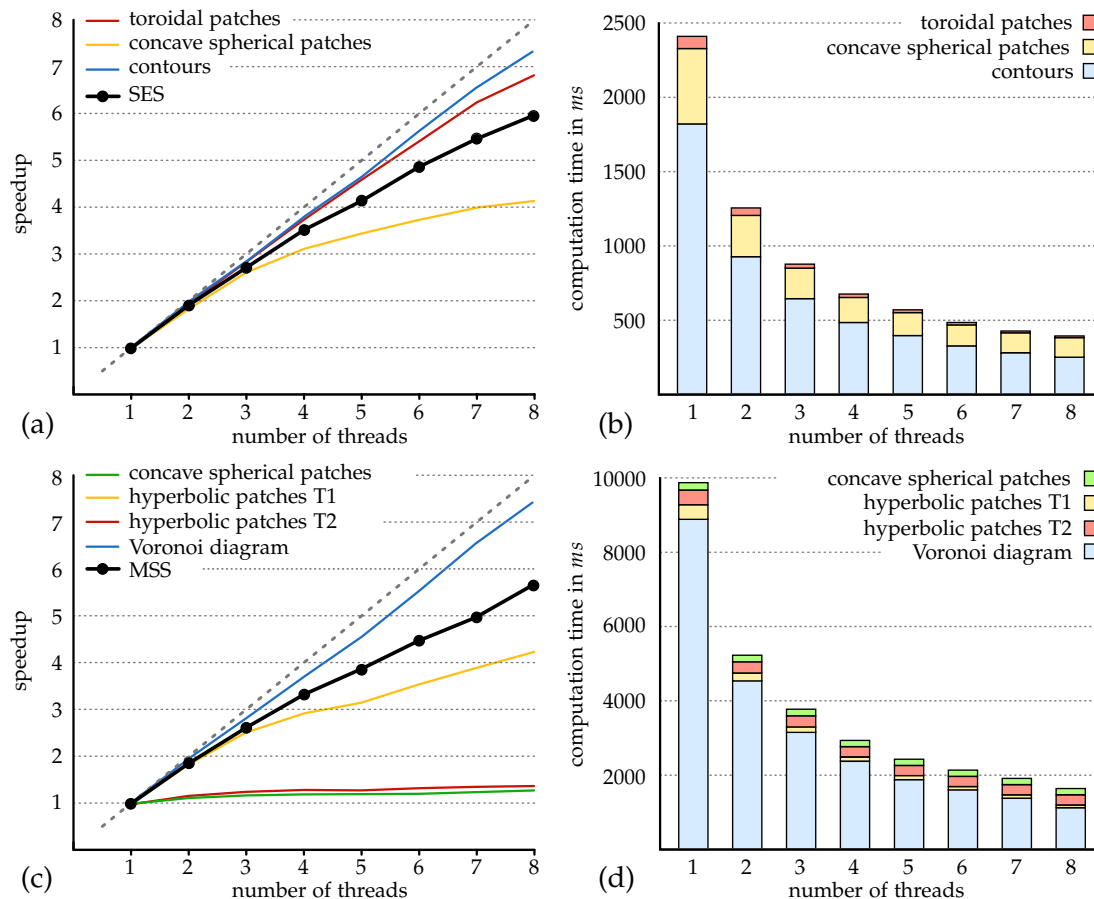 toroidal patches
concave spherical patches
contours
SES
8
7
6
5
4
3
2
1
speedup
1 2 3 4 5 6 7 8
number of threads
(a)
toroidal patches
concave spherical patches
contours
2500
2000
1500
1000
500
computation time in ms
1 2 3 4 5 6 7 8
number of threads
(b)
concave spherical patches
hyperbolic patches T1
hyperbolic patches T2
Voronoi diagram
MSS
8
7
6
5
4
3
2
1
speedup
1 2 3 4 5 6 7 8
number of threads
(c)
concave spherical patches
hyperbolic patches T1
hyperbolic patches T2
Voronoi diagram
10000
8000
6000
4000
2000
computation time in ms
1 2 3 4 5 6 7 8
number of threads
(d)